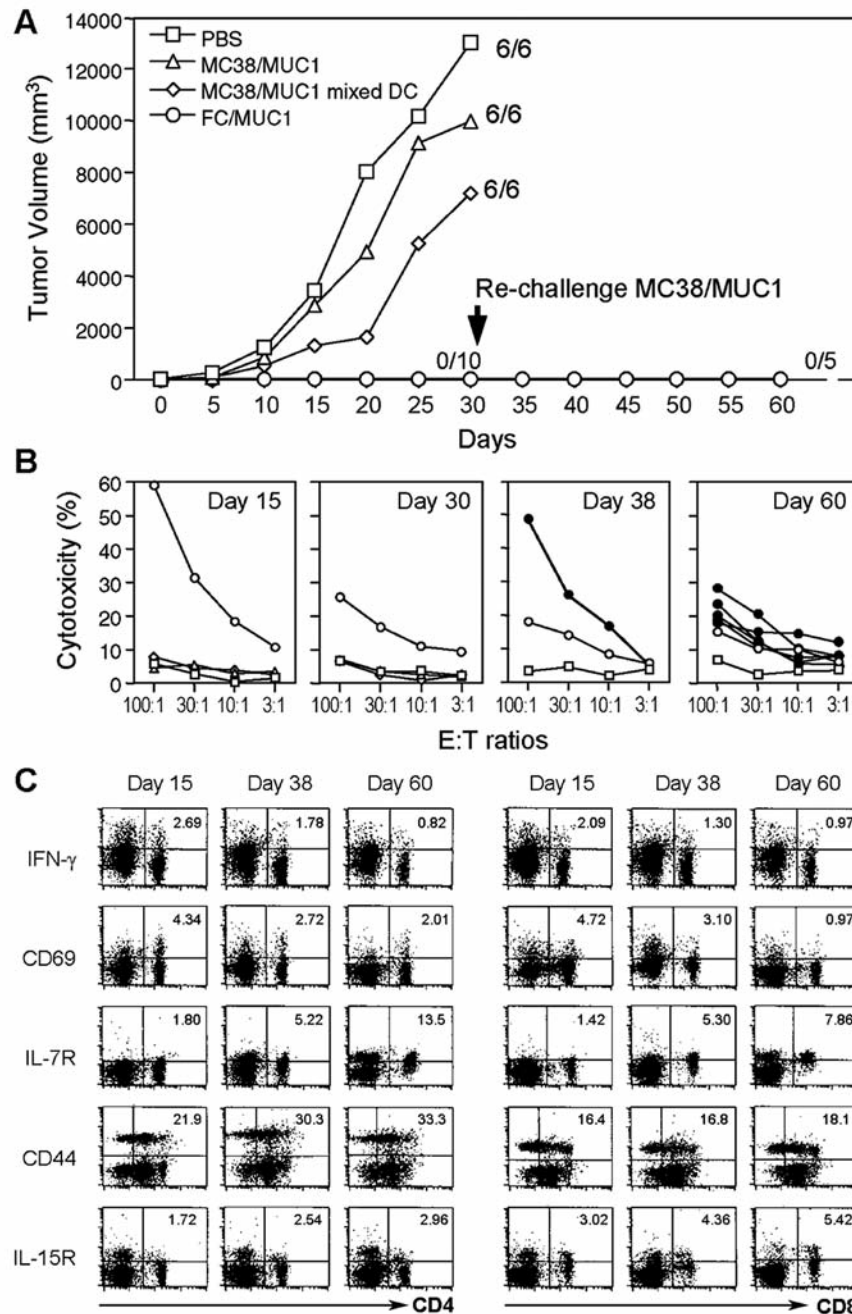 A
Tumor Volume (mm³)
14000
12000
10000
8000
6000
4000
2000
0
PBS
MC38/MUC1
MC38/MUC1 mixed DC
FC/MUC1
6/6
6/6
6/6
Re-challenge MC38/MUC1
0/10
0/5
0 5 10 15 20 25 30 35 40 45 50 55 60
Days
B
Cytotoxicity (%)
60
50
40
30
20
10
0
Day 15 Day 30 Day 38 Day 60
100:1 30:1 10:1 3:1 100:1 30:1 10:1 3:1 100:1 30:1 10:1 3:1 100:1 30:1 10:1 3:1
E:T ratios
C
Day 15 Day 38 Day 60 Day 15 Day 38 Day 60
IFN-γ 2.69 1.78 0.82 2.09 1.30 0.97
CD69 4.34 2.72 2.01 4.72 3.10 0.97
IL-7R 1.80 5.22 13.5 1.42 5.30 7.86
CD44 21.9 30.3 33.3 16.4 16.8 18.1
IL-15R 1.72 2.54 2.96 3.02 4.36 5.42
CD4 CD8